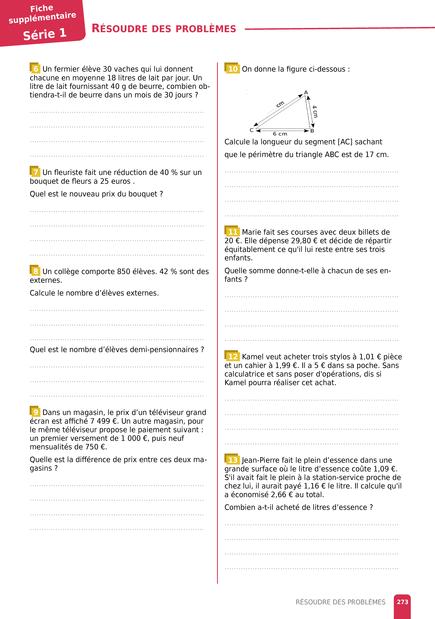 Fiche
supplémentaire
Série 1
RÉSOUDRE DES PROBLÈMES
6 Un fermier élève 30 vaches qui lui donnent
chacune en moyenne 18 litres de lait par jour. Un
litre de lait fournissant 40 g de beurre, combien ob-
tiendra-t-il de beurre dans un mois de 30 jours ?
7 Un fleuriste fait une réduction de 40 % sur un
bouquet de fleurs a 25 euros .
Quel est le nouveau prix du bouquet ?
8 Un collège comporte 850 élèves. 42 % sont des
externes.
Calcule le nombre d'élèves externes.
Quel est le nombre d'élèves demi-pensionnaires ?
9 Dans un magasin, le prix d'un téléviseur grand
écran est affiché 7 499 €. Un autre magasin, pour
le même téléviseur propose le paiement suivant :
un premier versement de 1 000 €, puis neuf
mensualités de 750 €.
Quelle est la différence de prix entre ces deux ma-
gasins ?
10 On donne la figure ci-dessous :
A
cm
4 cm
C
B
6 cm
Calcule la longueur du segment [AC] sachant
que le périmètre du triangle ABC est de 17 cm.
11 Marie fait ses courses avec deux billets de
20 €. Elle dépense 29,80 € et décide de répartir
équitablement ce qu'il lui reste entre ses trois
enfants.
Quelle somme donne-t-elle à chacun de ses en-
fants ?
12 Kamel veut acheter trois stylos à 1,01 € pièce
et un cahier à 1,99 €. Il a 5 € dans sa poche. Sans
calculatrice et sans poser d'opérations, dis si
Kamel pourra réaliser cet achat.
13 Jean-Pierre fait le plein d'essence dans une
grande surface où le litre d'essence coûte 1,09 €.
S'il avait fait le plein à la station-service proche de
chez lui, il aurait payé 1,16 € le litre. Il calcule qu'il
a économisé 2,66 € au total.
Combien a-t-il acheté de litres d'essence ?
RÉSOUDRE DES PROBLÈMES
273